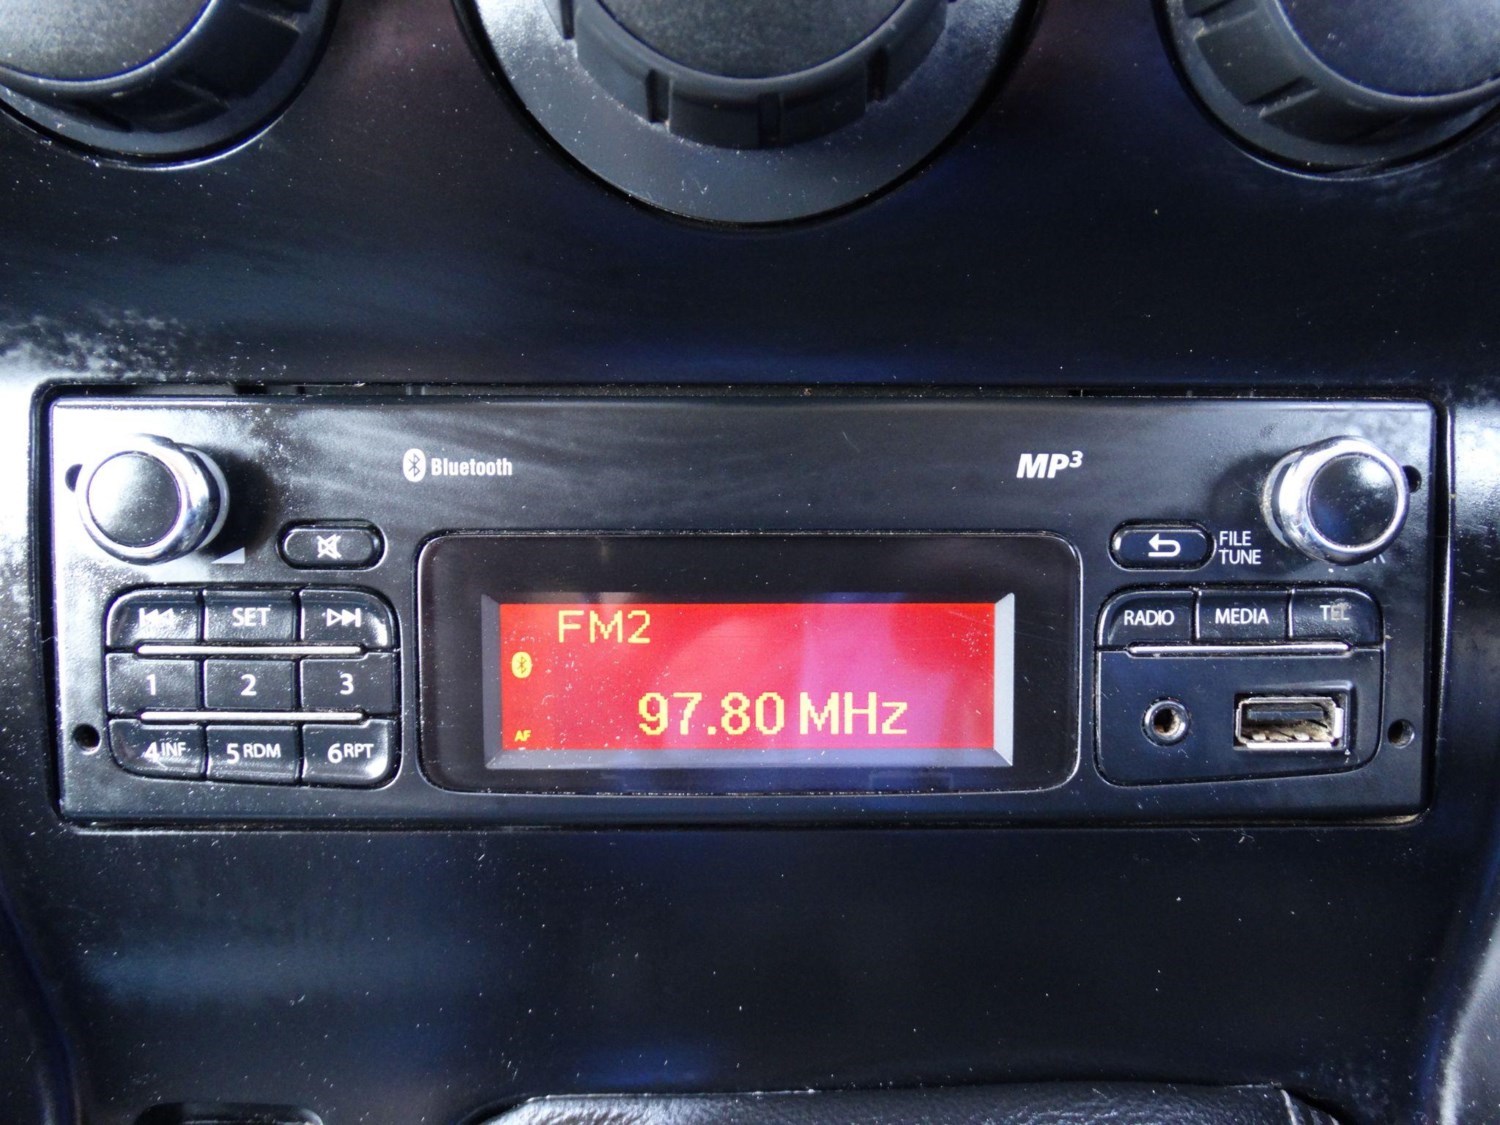 Bluetooth
MP3
FILE
TUNE
SET
RADIO MEDIA TEL
FM2
1 2 3
97.80 MHz
AF
4 INF 5 RDM 6 RPT